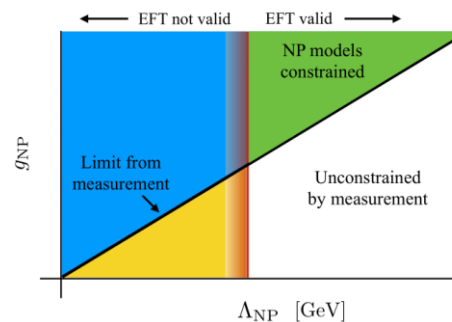 EFT not valid EFT valid
NP models
constrained
Limit from
measurement
Unconstrained
by measurement
g_NP
Λ_NP [GeV]